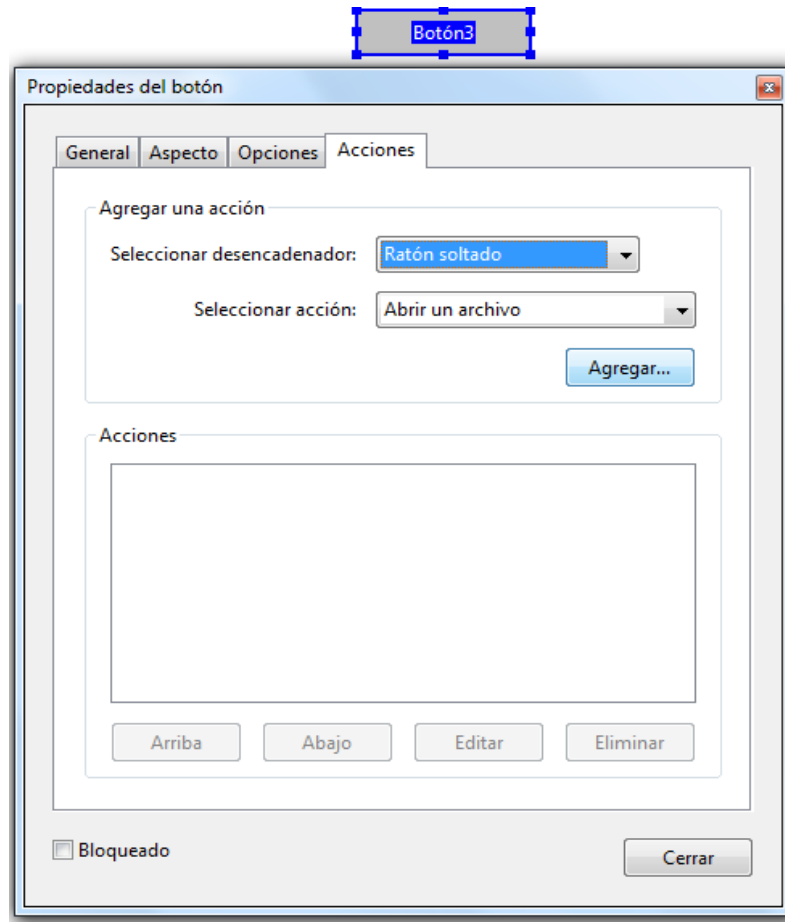 Botón3
Propiedades del botón
General Aspecto Opciones Acciones
Agregar una acción
Seleccionar desencadenador: Ratón soltado
Seleccionar acción: Abrir un archivo
Agregar...
Acciones
Arriba Abajo Editar Eliminar
Bloqueado Cerrar